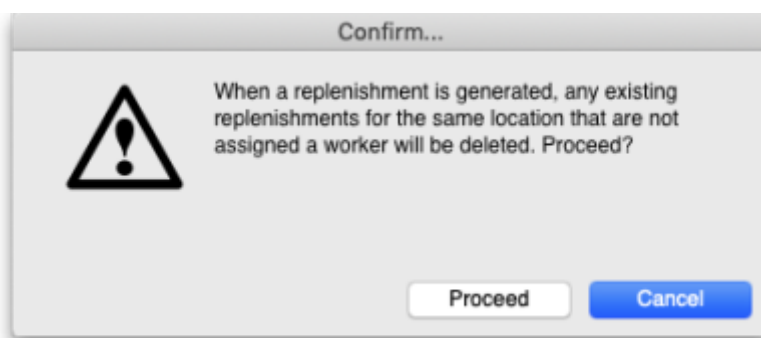 Confirm...
When a replenishment is generated, any existing
replenishments for the same location that are not
assigned a worker will be deleted. Proceed?
Proceed
Cancel